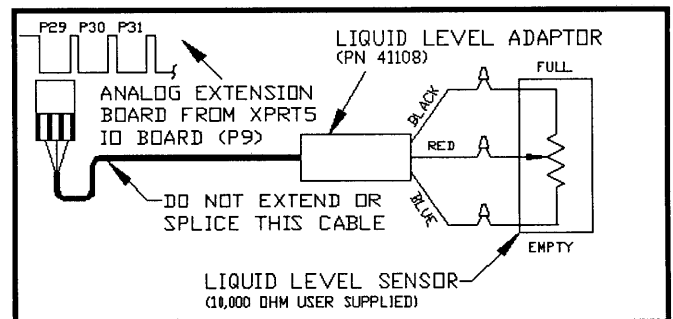 P29 P30 P31
LIQUID LEVEL ADAPTOR
(PN 41108)
FULL
ANALOG EXTENSION
BOARD FROM XPRT5
IO BOARD (P9)
BLACK
RED
BLUE
DO NOT EXTEND OR
SPLICE THIS CABLE
EMPTY
LIQUID LEVEL SENSOR
(10,000 OHM USER SUPPLIED)